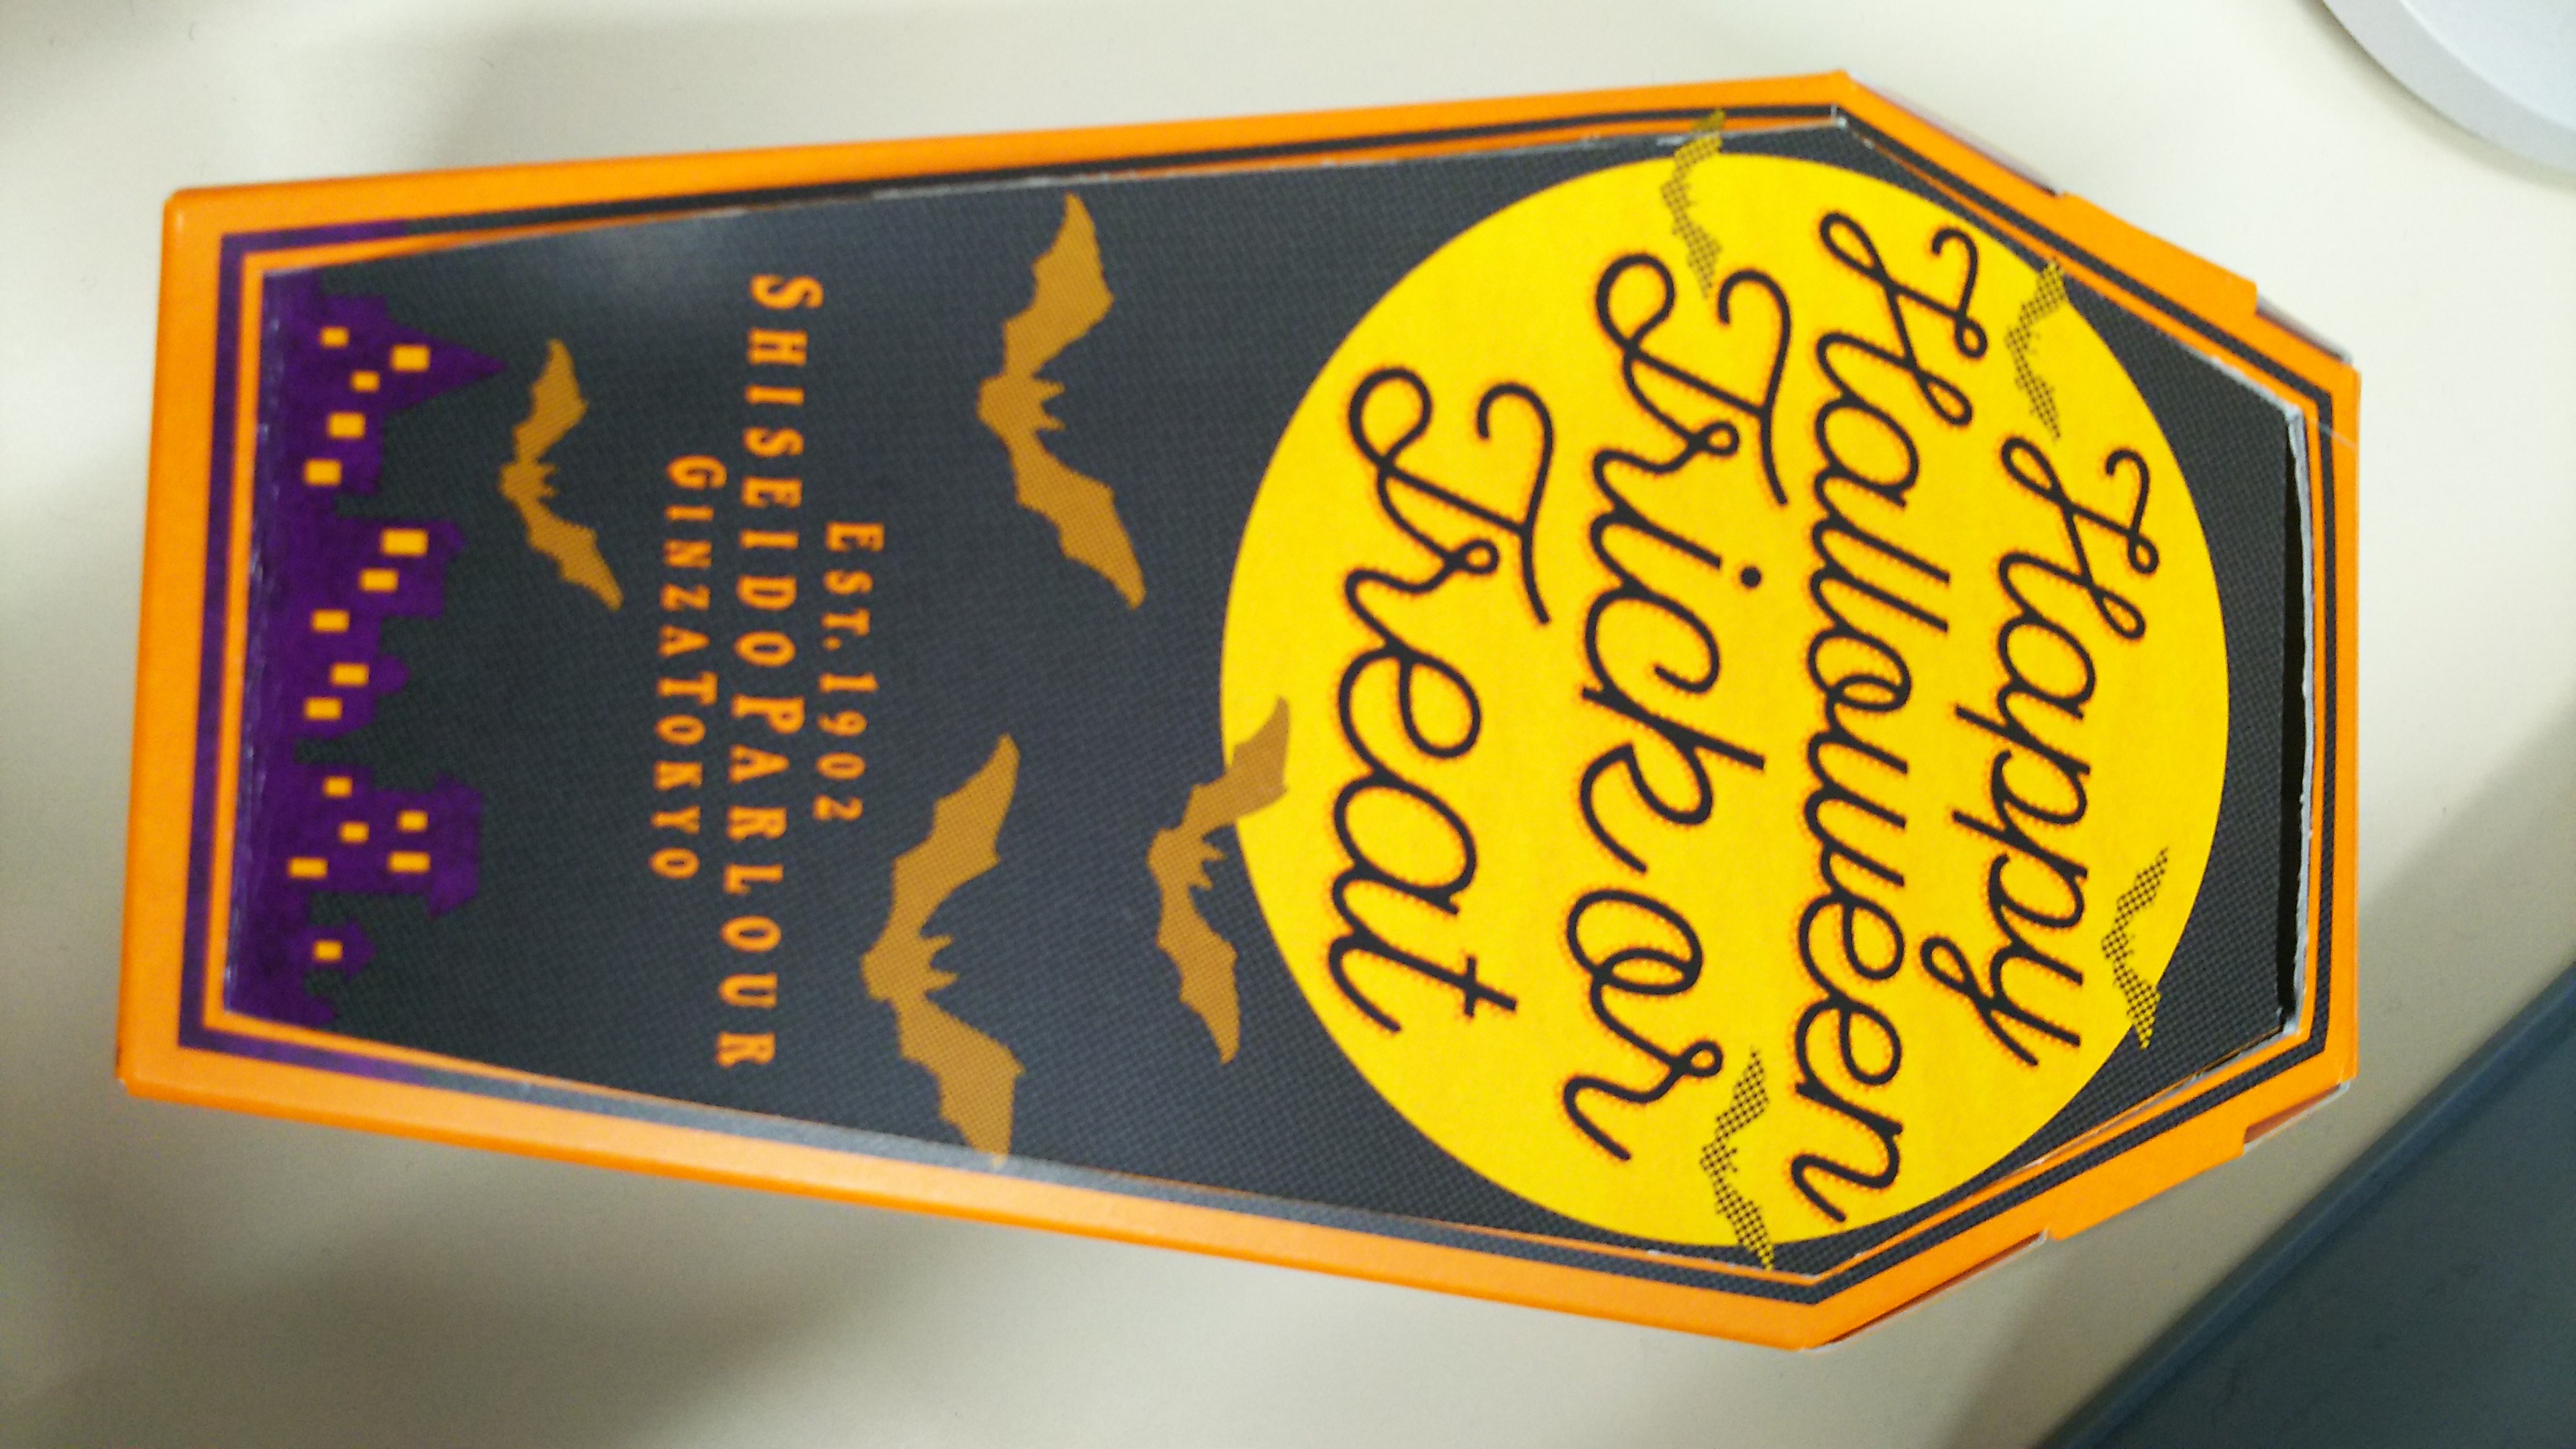 Happy
Halloween
Trick or
Treat
EST. 1902
SHISEIDO PARLOUR
GINZA TOKYO